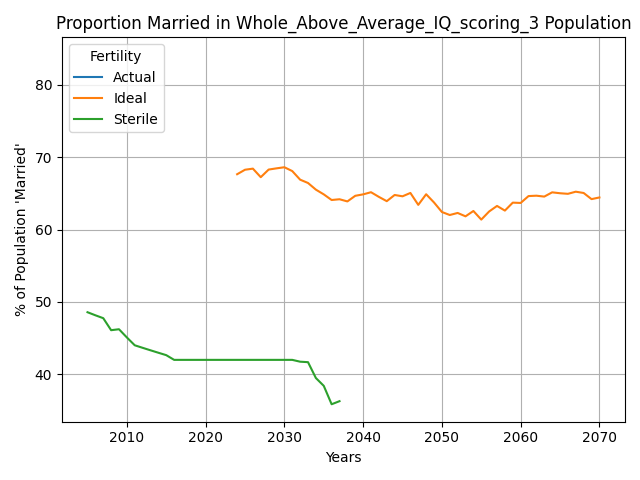 Proportion Married in Whole_Above_Average_IQ_scoring_3 Population
Fertility
Actual
Ideal
Sterile
% of Population 'Married'
80
70
60
50
40
2010 2020 2030 2040 2050 2060 2070
Years